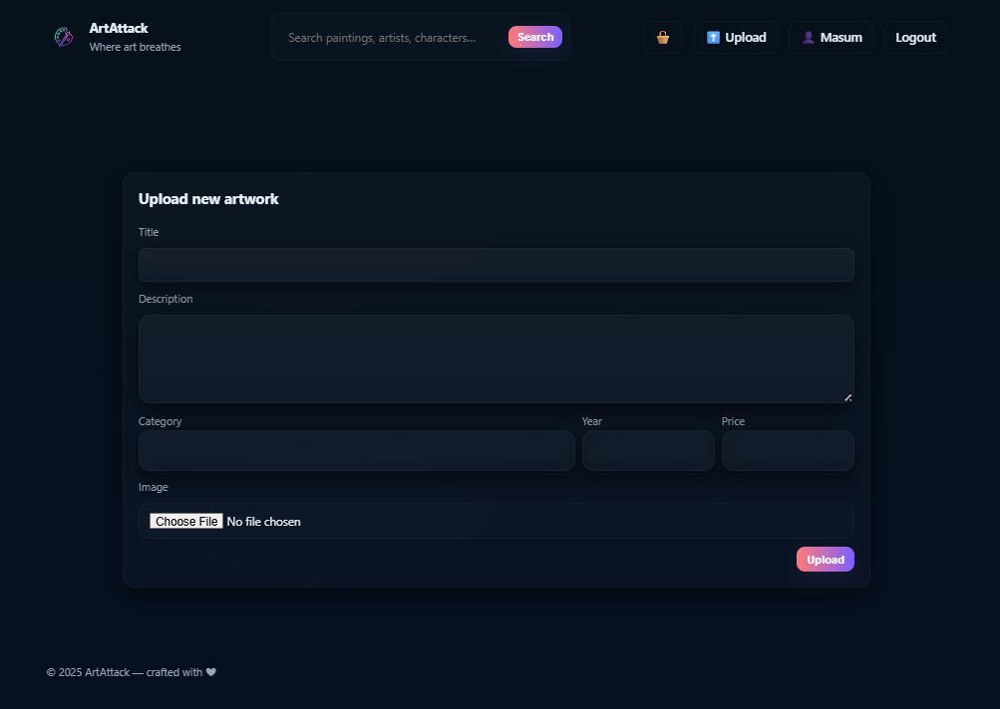 ArtAttack
Where art breathes
Search paintings, artists, characters...
Search
Upload
Masum
Logout
Upload new artwork
Title
Description
Category Year Price
Image
Choose File No file chosen
Upload
© 2025 ArtAttack — crafted with ♥